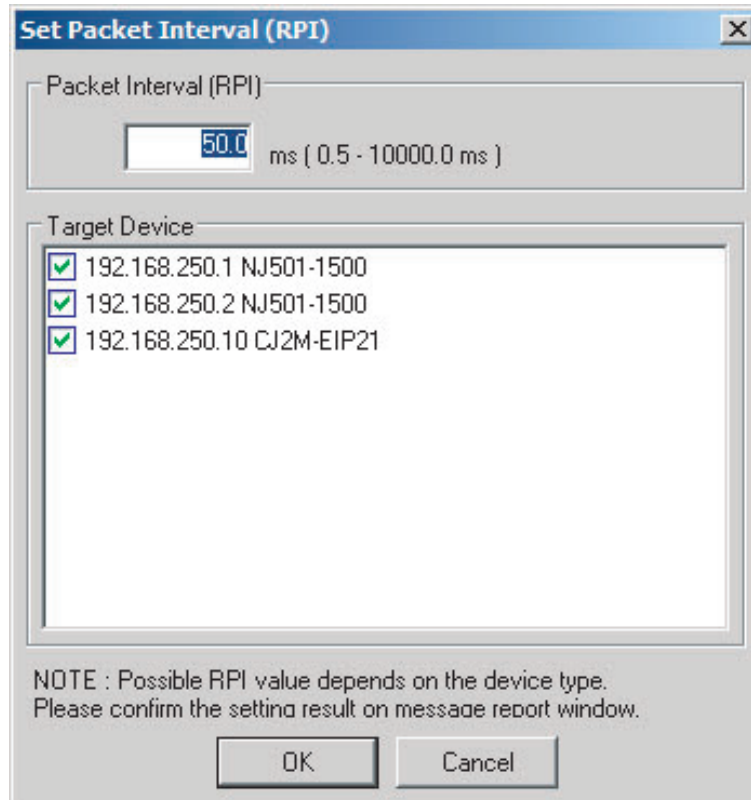 Set Packet Interval (RPI)
Packet Interval (RPI)
50.0 ms ( 0.5 - 10000.0 ms )
Target Device
192.168.250.1 NJ501-1500
192.168.250.2 NJ501-1500
192.168.250.10 CJ2M-EIP21
NOTE : Possible RPI value depends on the device type.
Please confirm the setting result on message report window.
OK Cancel